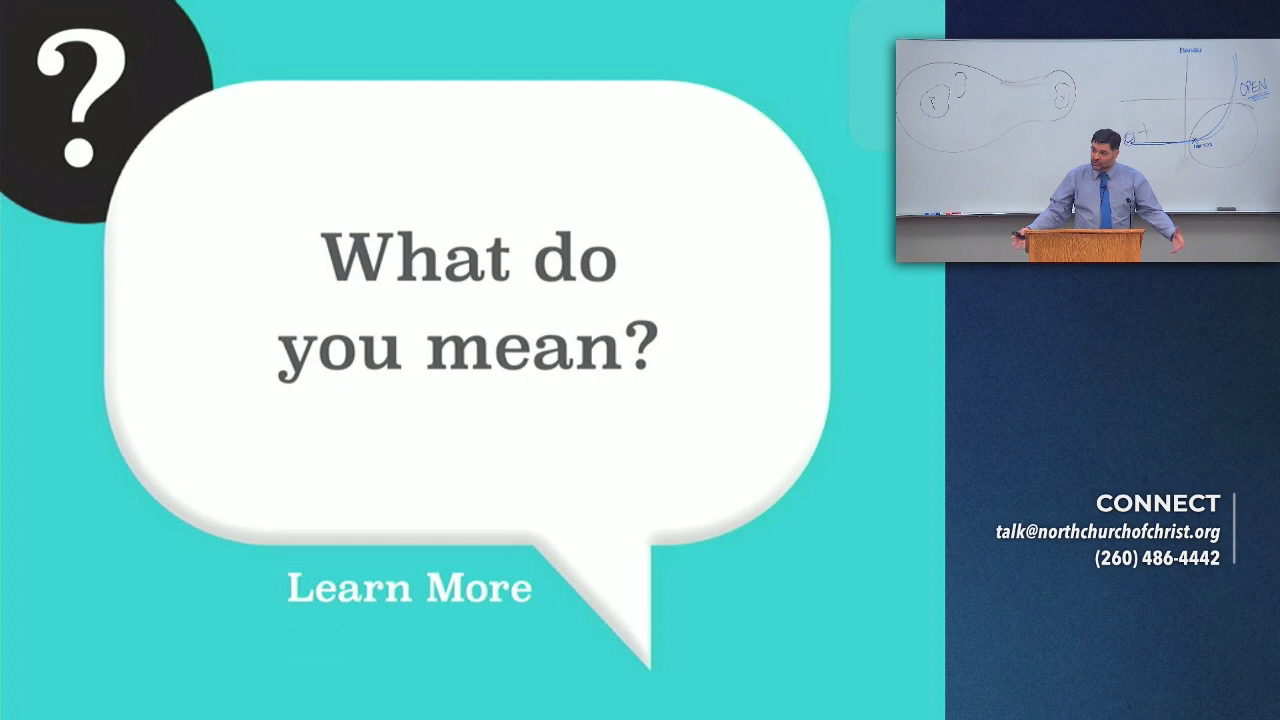 ?
What do
you mean?
Learn More
OPEN
CONNECT
talk@northchurchofchrist.org
(260) 486-4442